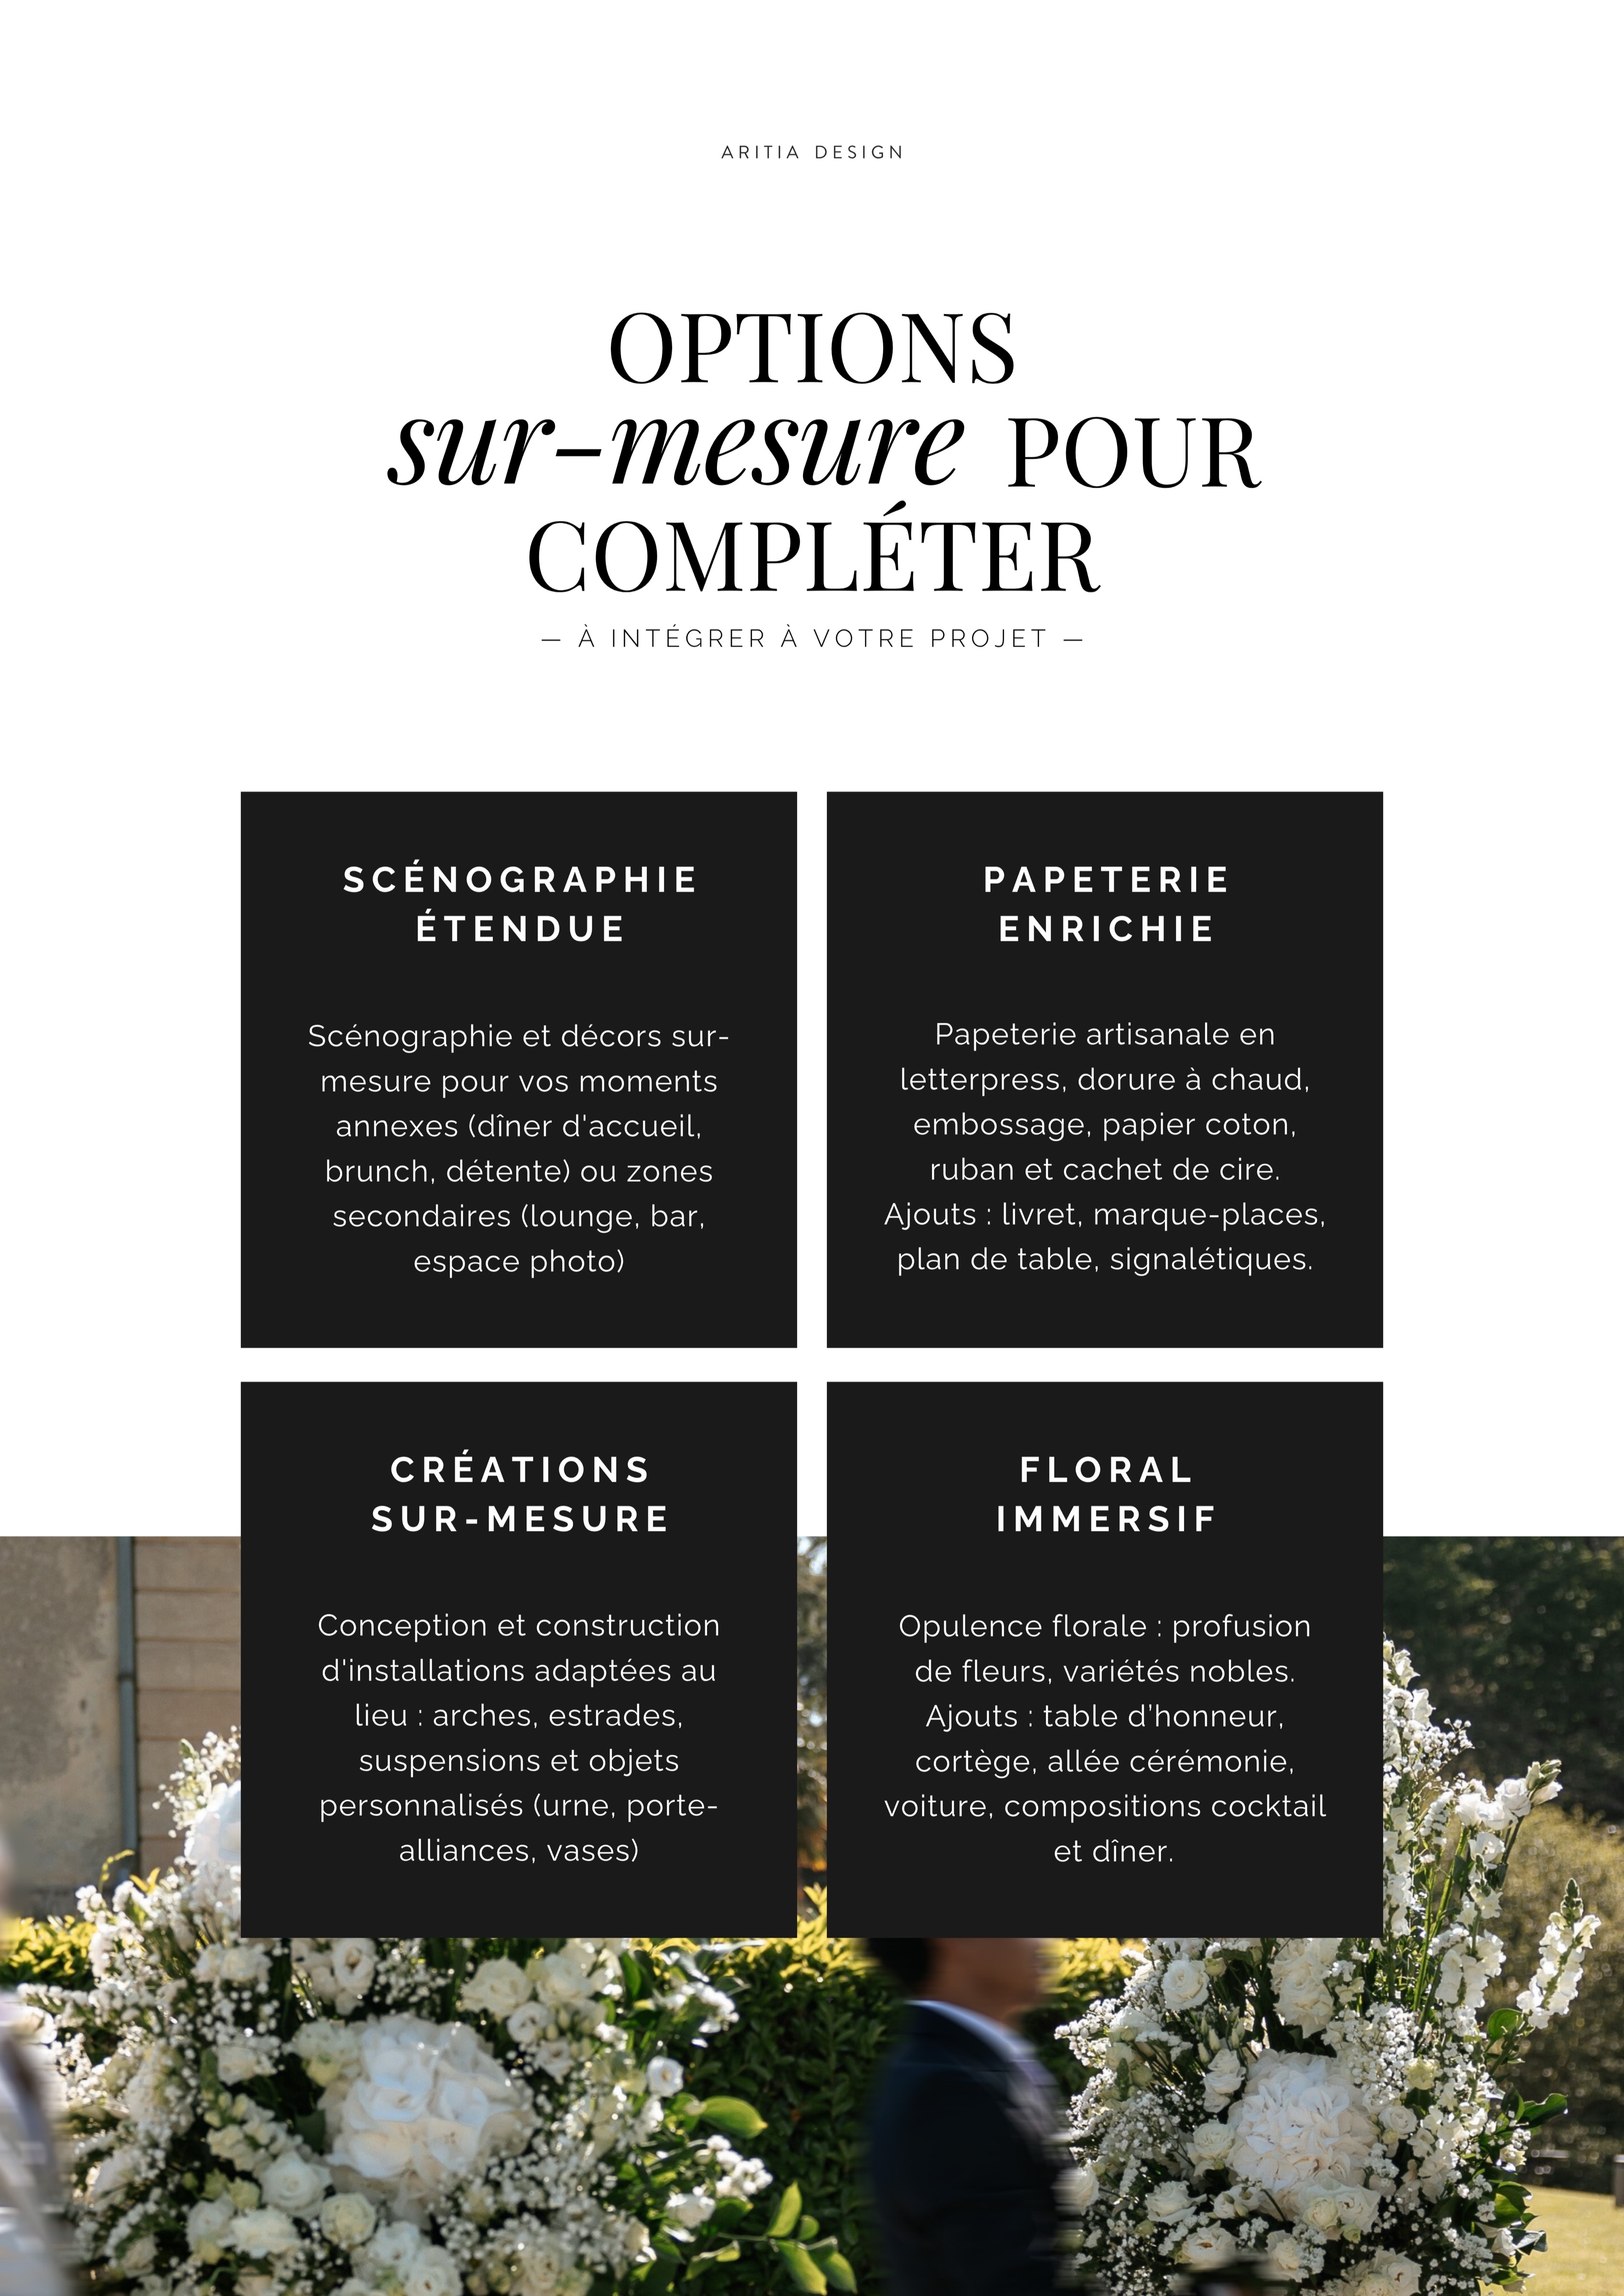 ARITIA DESIGN
OPTIONS
sur-mesure POUR
COMPLÉTER
— À INTÉGRER À VOTRE PROJET —
SCÉNOGRAPHIE
ÉTENDUE
Scénographie et décors sur-
mesure pour vos moments
annexes (dîner d'accueil,
brunch, détente) ou zones
secondaires (lounge, bar,
espace photo)
PAPETERIE
ENRICHIE
Papeterie artisanale en
letterpress, dorure à chaud,
embossage, papier coton,
ruban et cachet de cire.
Ajouts : livret, marque-places,
plan de table, signalétiques.
CRÉATIONS
SUR-MESURE
Conception et construction
d'installations adaptées au
lieu : arches, estrades,
suspensions et objets
personnalisés (urne, porte-
alliances, vases)
FLORAL
IMMERSIF
Opulence florale : profusion
de fleurs, variétés nobles.
Ajouts : table d’honneur,
cortège, allée cérémonie,
voiture, compositions cocktail
et dîner.